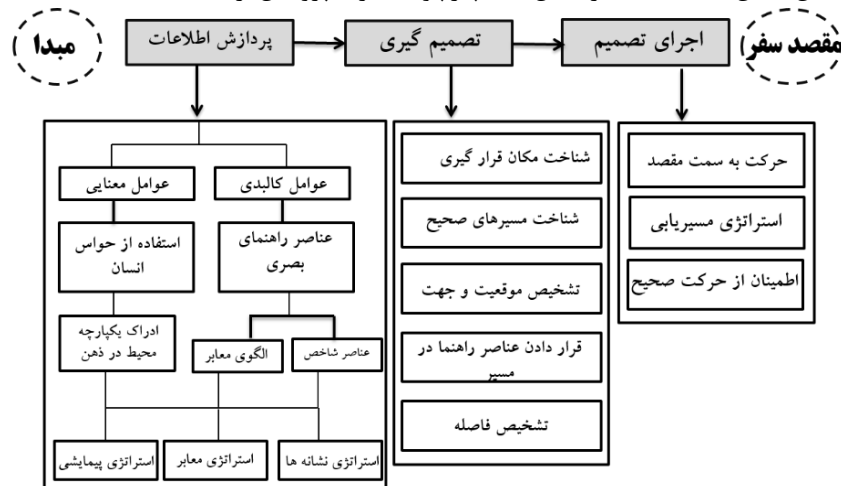 مبدا
پردازش اطلاعات
تصمیم گیری
اجرای تصمیم
مقصد سفر
عوامل معنایی
عوامل کالبدی
استفاده از حواس
انسان
عناصر راهنمای
بصری
ادراک یکپارچه
محیط در ذهن
الگوی معابر
عناصر شاخص
استراتژی پیمایشی
استراتژی معابر
استراتژی نشانه ها
شناخت مکان قرار گیری
شناخت مسیرهای صحیح
تشخیص موقعیت و جهت
قرار دادن عناصر راهنما در
مسیر
تشخیص فاصله
حرکت به سمت مقصد
استراتژی مسیریابی
اطمینان از حرکت صحیح